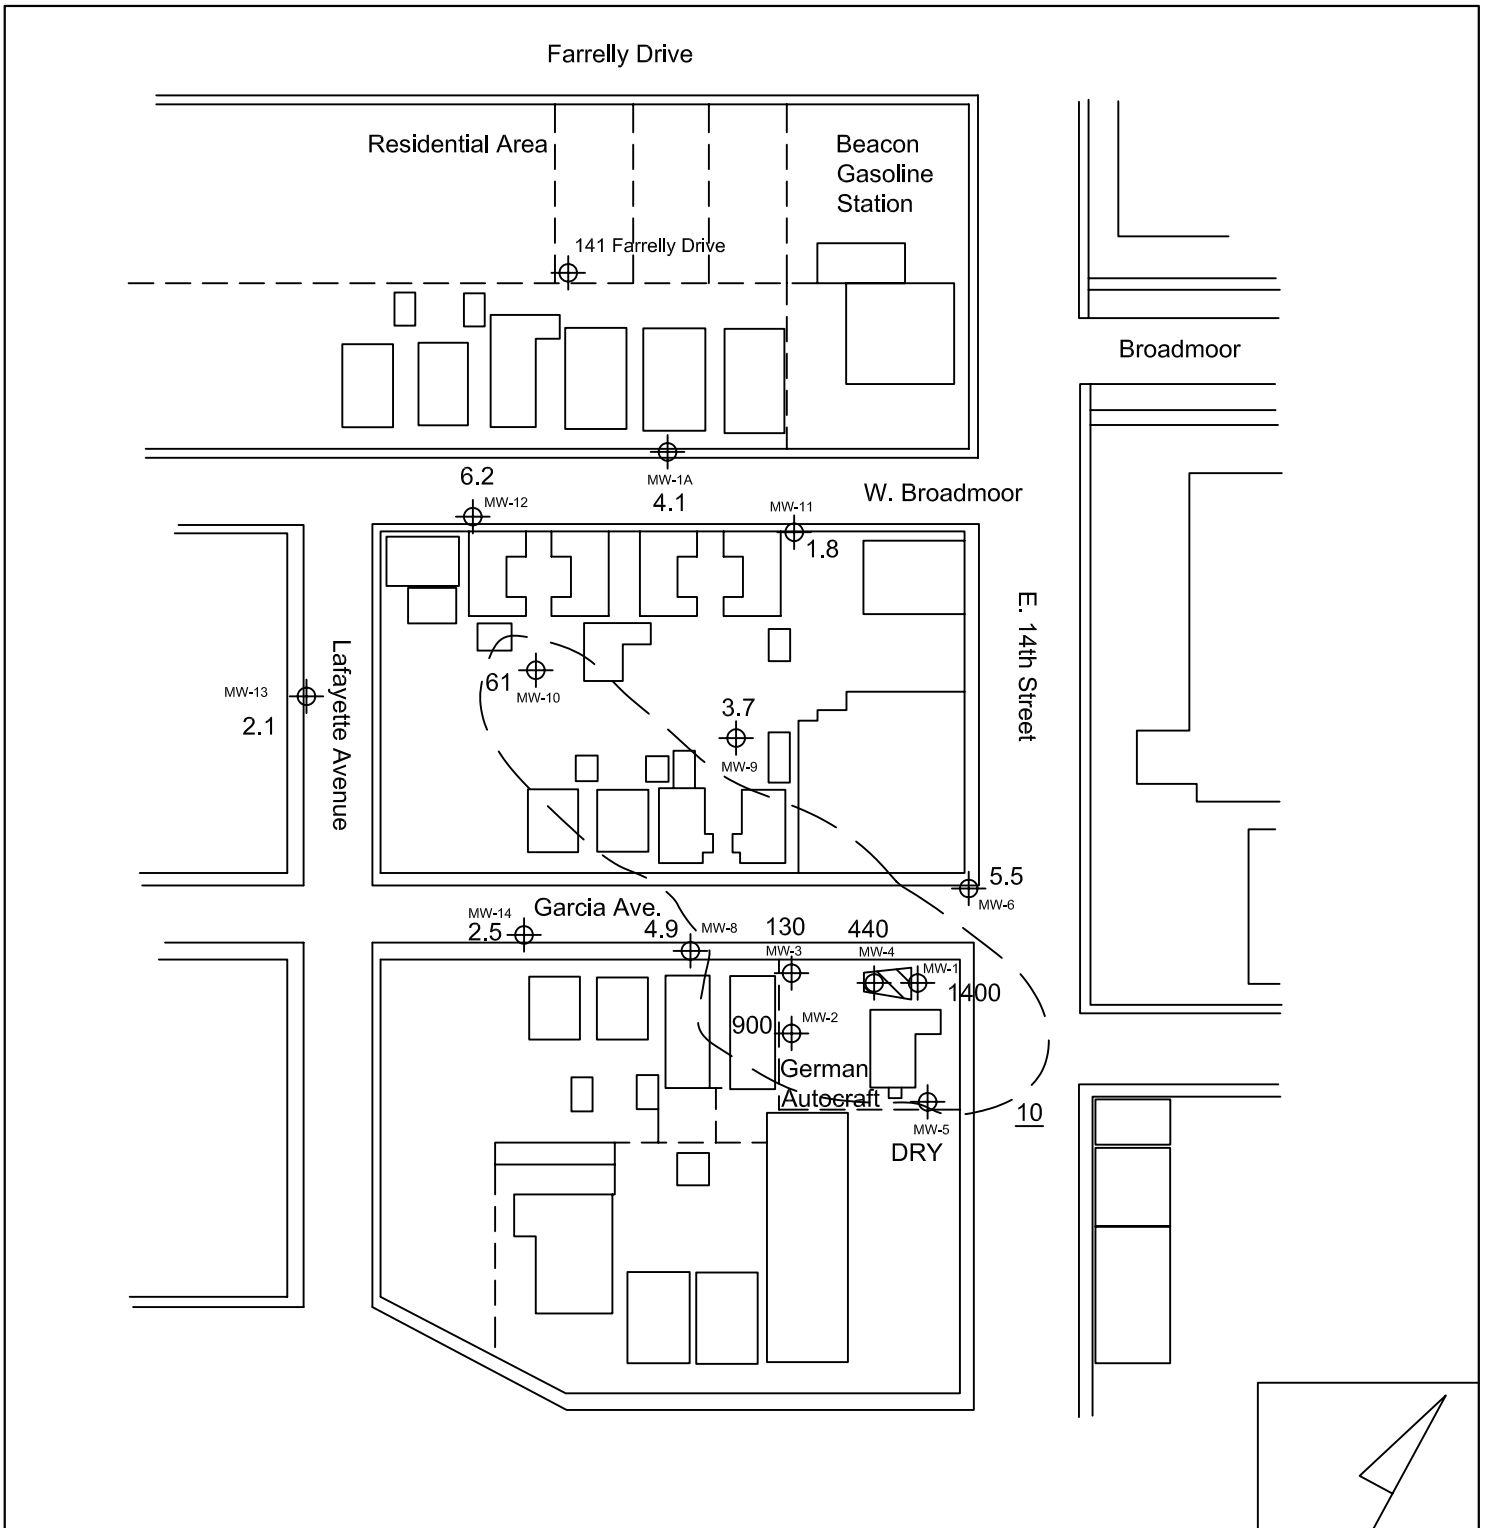 Farrelly Drive
Residential Area
Beacon
Gasoline
Station
141 Farrelly Drive
Broadmoor
6.2
MW-12
MW-1A
4.1
W. Broadmoor
MW-11
1.8
E. 14th Street
Lafayette Avenue
MW-13
2.1
61
MW-10
3.7
MW-9
5.5
MW-6
Garcia Ave.
MW-14
2.5
4.9
MW-8
130
MW-3
440
MW-4
MW-1
1400
900
MW-2
German
Autocraft
10
MW-5
DRY